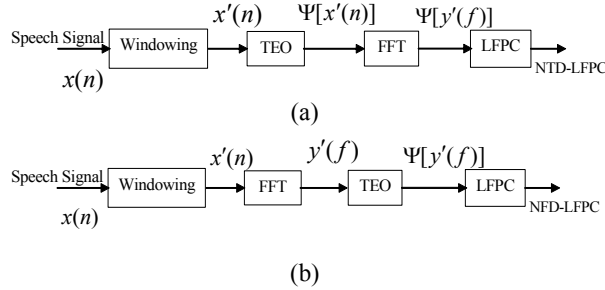 x′(n) Ψ[x′(n)] Ψ[y′(f)]
Speech Signal Windowing TEO FFT LFPC
x(n) NTD-LFPC
(a)
x′(n) y′(f) Ψ[y′(f)]
Speech Signal Windowing FFT TEO LFPC
x(n) NFD-LFPC
(b)